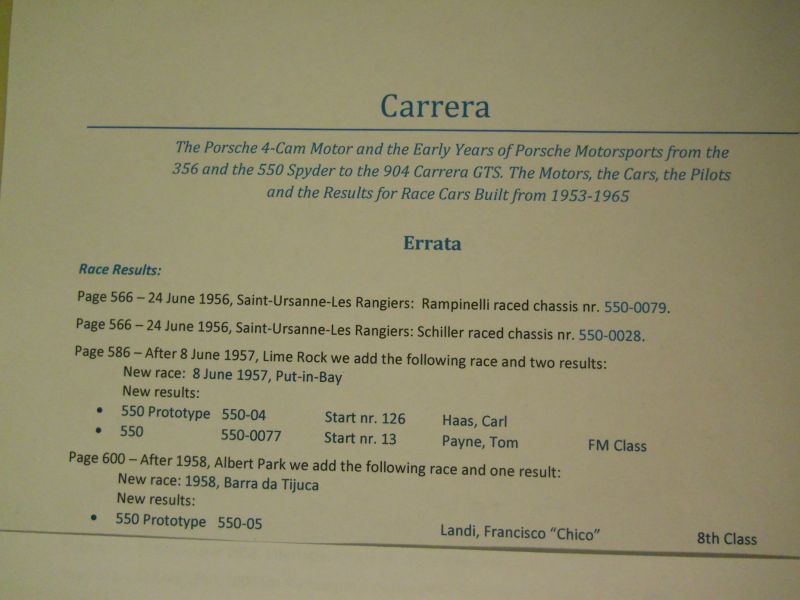 Carrera
The Porsche 4-Cam Motor and the Early Years of Porsche Motorsports from the
356 and the 550 Spyder to the 904 Carrera GTS. The Motors, the Cars, the Pilots
and the Results for Race Cars Built from 1953-1965
Errata
Race Results:
Page 566 – 24 June 1956, Saint-Ursanne-Les Rangiers:  Rampinelli raced chassis nr. 550-0079.
Page 566 – 24 June 1956, Saint-Ursanne-Les Rangiers: Schiller raced chassis nr. 550-0028.
Page 586 – After 8 June 1957, Lime Rock we add the following race and two results:
New race:  8 June 1957, Put-in-Bay
New results:
• 550 Prototype 550-04 Start nr. 126 Haas, Carl
• 550 550-0077 Start nr. 13 Payne, Tom FM Class
Page 600 – After 1958, Albert Park we add the following race and one result:
New race: 1958, Barra da Tijuca
New results:
• 550 Prototype 550-05 Landi, Francisco “Chico” 8th Class